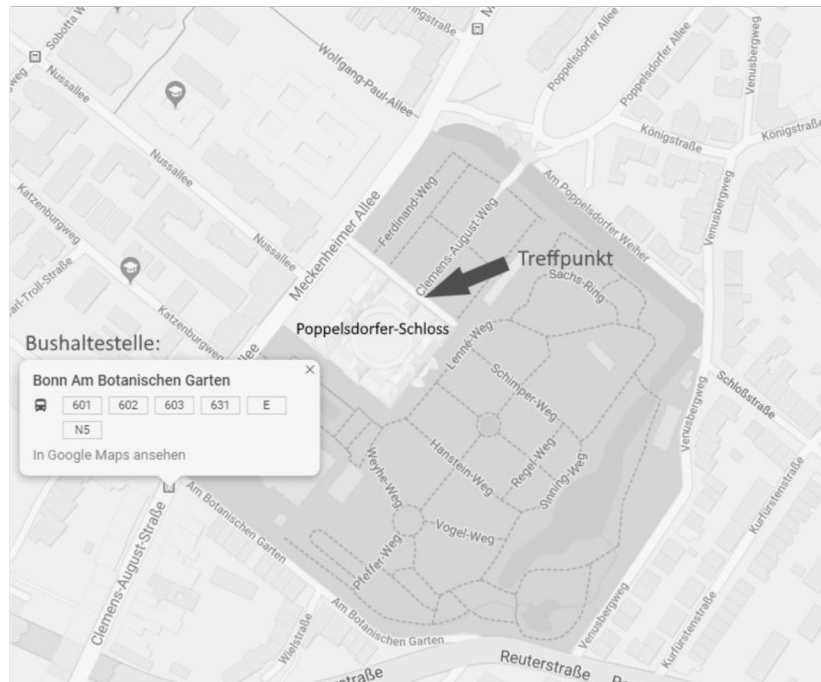 Sobotta W
Nussallee
Wolfgang-Paul-Allee
Poppelsdorfer Allee
Poppelsdorfer Allee
Venusbergweg
Königstraße
Königstraße
Nussallee
Katzenburgweg
Nussallee
Meckenheimer Allee
Ferdinand-Weg
Clemens-August-Weg
Am Poppelsdorfer Weiher
Venusbergweg
Treffpunkt
Sachs-Ring
Poppelsdorfer-Schloss
Lenné-Weg
Katzenburgweg
Bushaltestelle:
Bonn Am Botanischen Garten
601 602 603 631 E
N5
In Google Maps ansehen
Schimper-Weg
Schloßstraße
Venusbergweg
Hanstein-Weg
Regel-Weg
Sinning-Weg
Weyhe-Weg
Vogel-Weg
Pfeffer-Weg
Am Botanischen Garten
Clemens-August-Straße
Kurfürstenstraße
Kurfürstenstraße
Am Botanischen Garten
Wielstraße
Venusbergweg
Reuterstraße